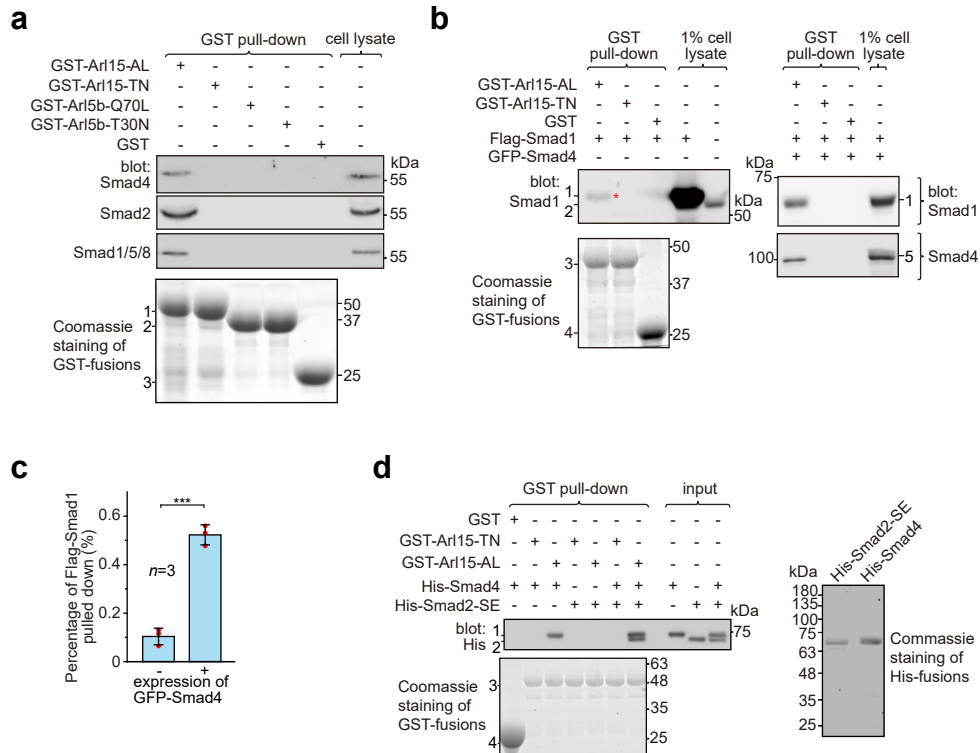 a
GST pull-down cell lysate
GST-Arl15-AL + - - - - -
GST-Arl15-TN - + - - - -
GST-Arl5b-Q70L - - + - - -
GST-Arl5b-T30N - - - + - -
GST - - - - + -
blot: kDa
Smad4 55
Smad2 55
Smad1/5/8 55
Coomassie staining of GST-fusions
1 2 3
50 37 25
b
GST pull-down 1% cell lysate
GST-Arl15-AL + - - - -
GST-Arl15-TN - + - - -
GST - - + - -
Flag-Smad1 + + + + -
GFP-Smad4 - - - - -
blot: Smad1
1 2
*
kDa
50
Coomassie staining of GST-fusions
3 4
50 37 25
GST pull-down 1% cell lysate
+ - - -
- + - -
- - + -
+ + + +
+ + + +
kDa
75
1
blot: Smad1
100
5
Smad4
c
Percentage of Flag-Smad1 pulled down (%)
0.6
0.4
0.2
0
***
n=3
- +
expression of
GFP-Smad4
d
GST pull-down input
GST + - - - - - - - - -
GST-Arl15-TN - + - + - + - - - -
GST-Arl15-AL - - + - + - + - - -
His-Smad4 + + + - - + + + - +
His-Smad2-SE - - - + + + + - + +
kDa
blot: His
1 2
75
Coomassie staining of GST-fusions
3 4
63 48 35 25
His-Smad2-SE
His-Smad4
kDa
180
135
100
75
63
48
35
25
Commassie
staining of
His-fusions